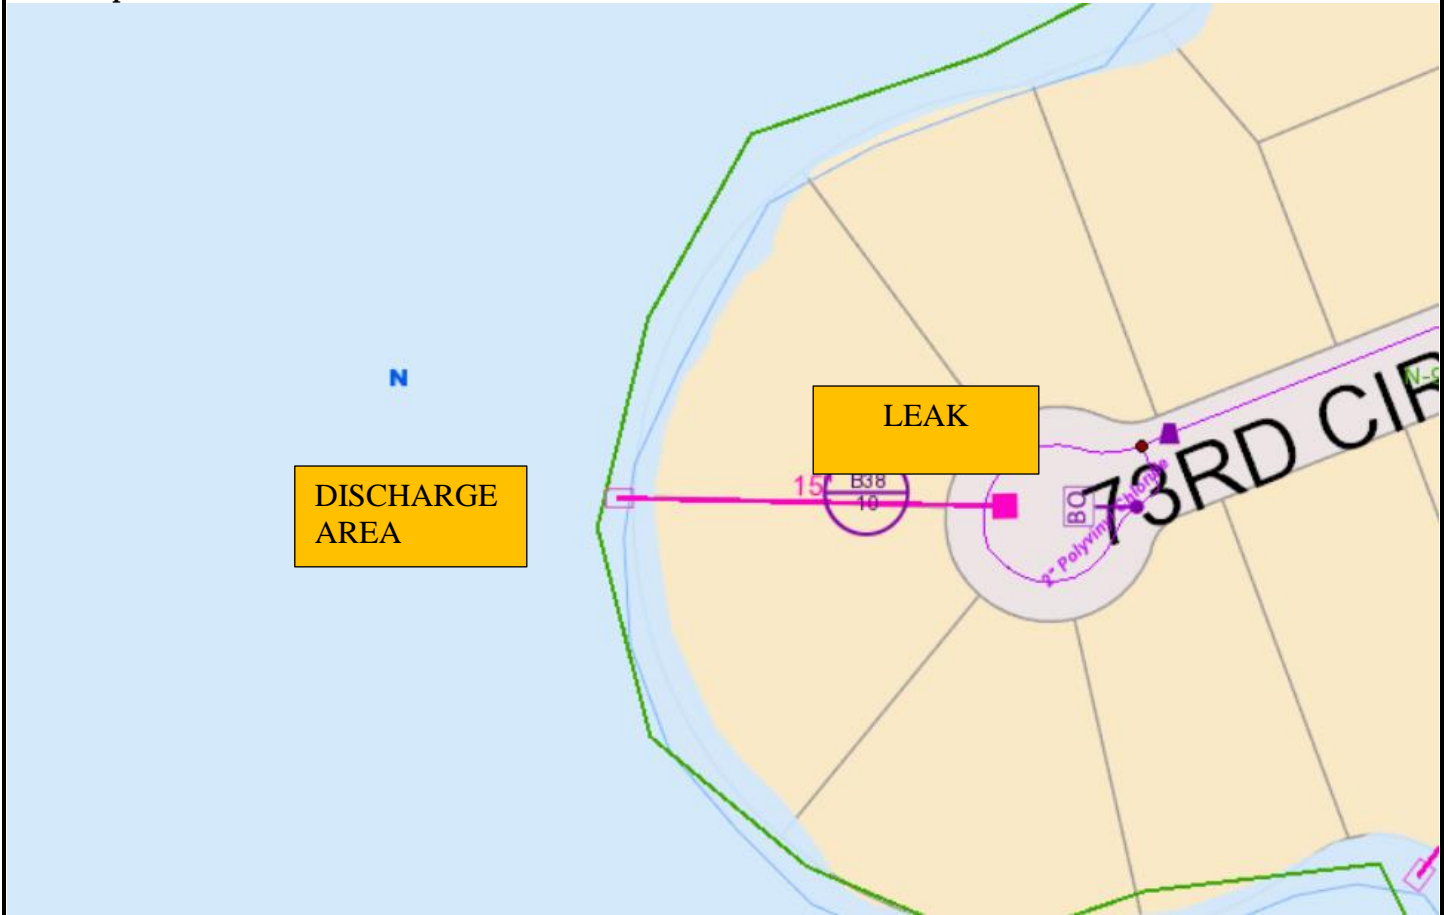 N
LEAK
DISCHARGE
AREA
15"
B38
10
BO
2" Polyvinyl Chloride
73RD CIR